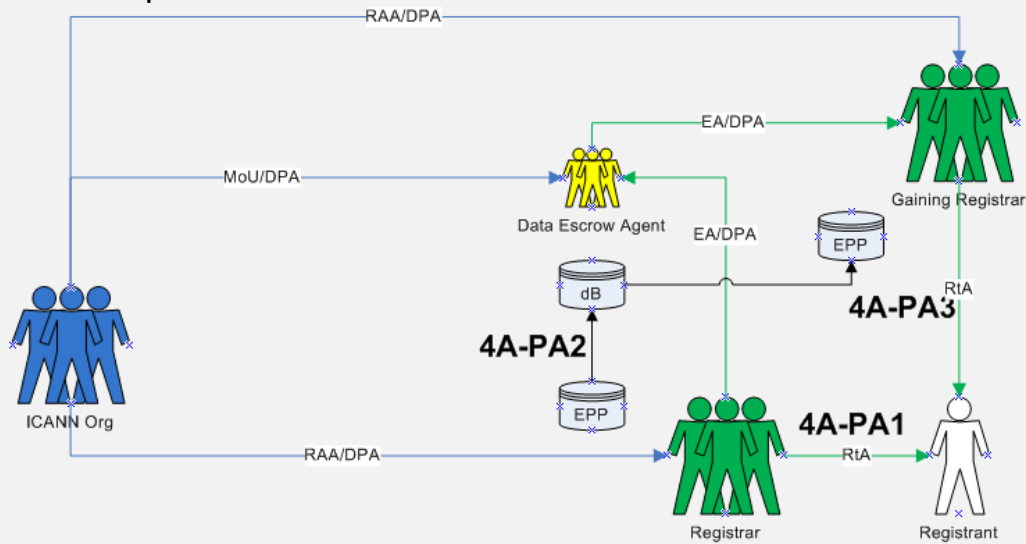 RAA/DPA
EA/DPA
MoU/DPA
Gaining Registrar
Data Escrow Agent
EA/DPA
EPP
dB
RtA
4A-PA3
4A-PA2
EPP
ICANN Org
4A-PA1
RAA/DPA
RtA
Registrar
Registrant